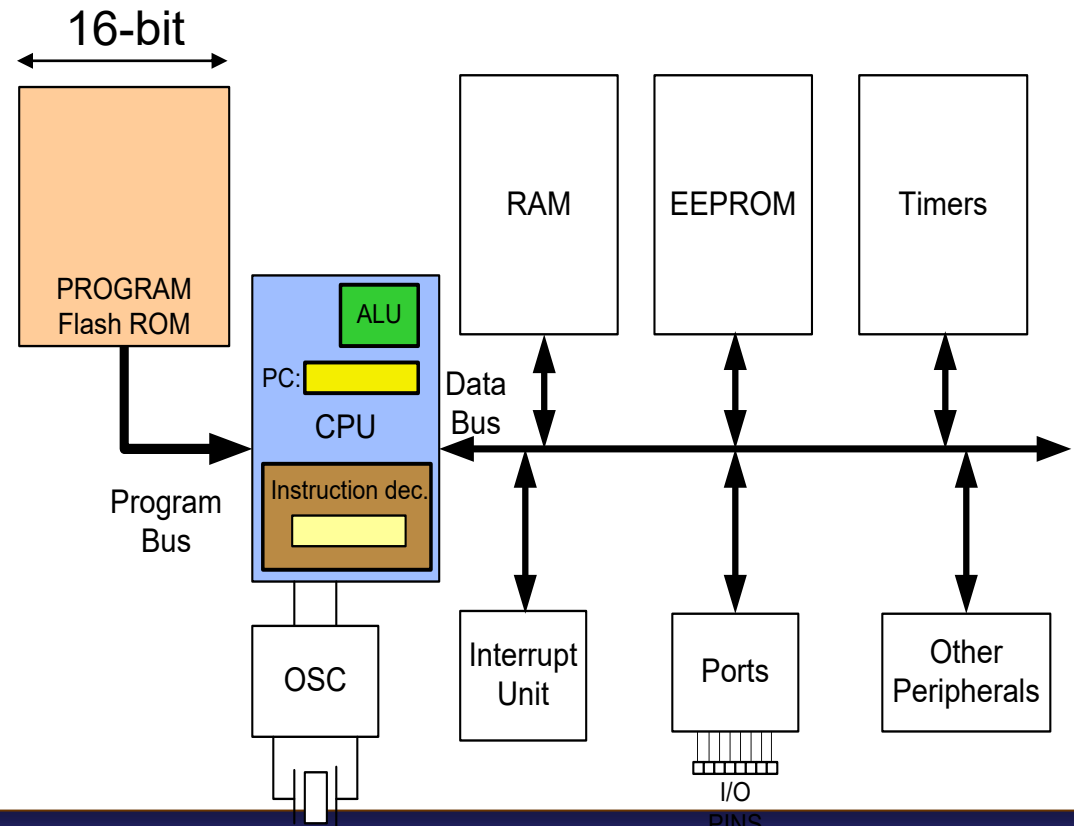 16-bit
PROGRAM
Flash ROM
RAM
EEPROM
Timers
ALU
PC:
CPU
Data
Bus
Instruction dec.
Program
Bus
OSC
Interrupt
Unit
Ports
Other
Peripherals
I/O
PINS